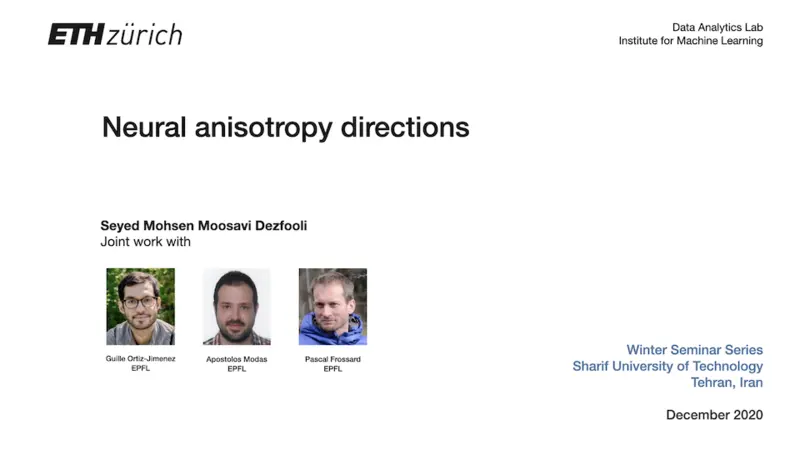 ETH zürich
Data Analytics Lab
Institute for Machine Learning
Neural anisotropy directions
Seyed Mohsen Moosavi Dezfooli
Joint work with
Guille Ortiz-Jimenez
EPFL
Apostolos Modas
EPFL
Pascal Frossard
EPFL
Winter Seminar Series
Sharif University of Technology
Tehran, Iran
December 2020